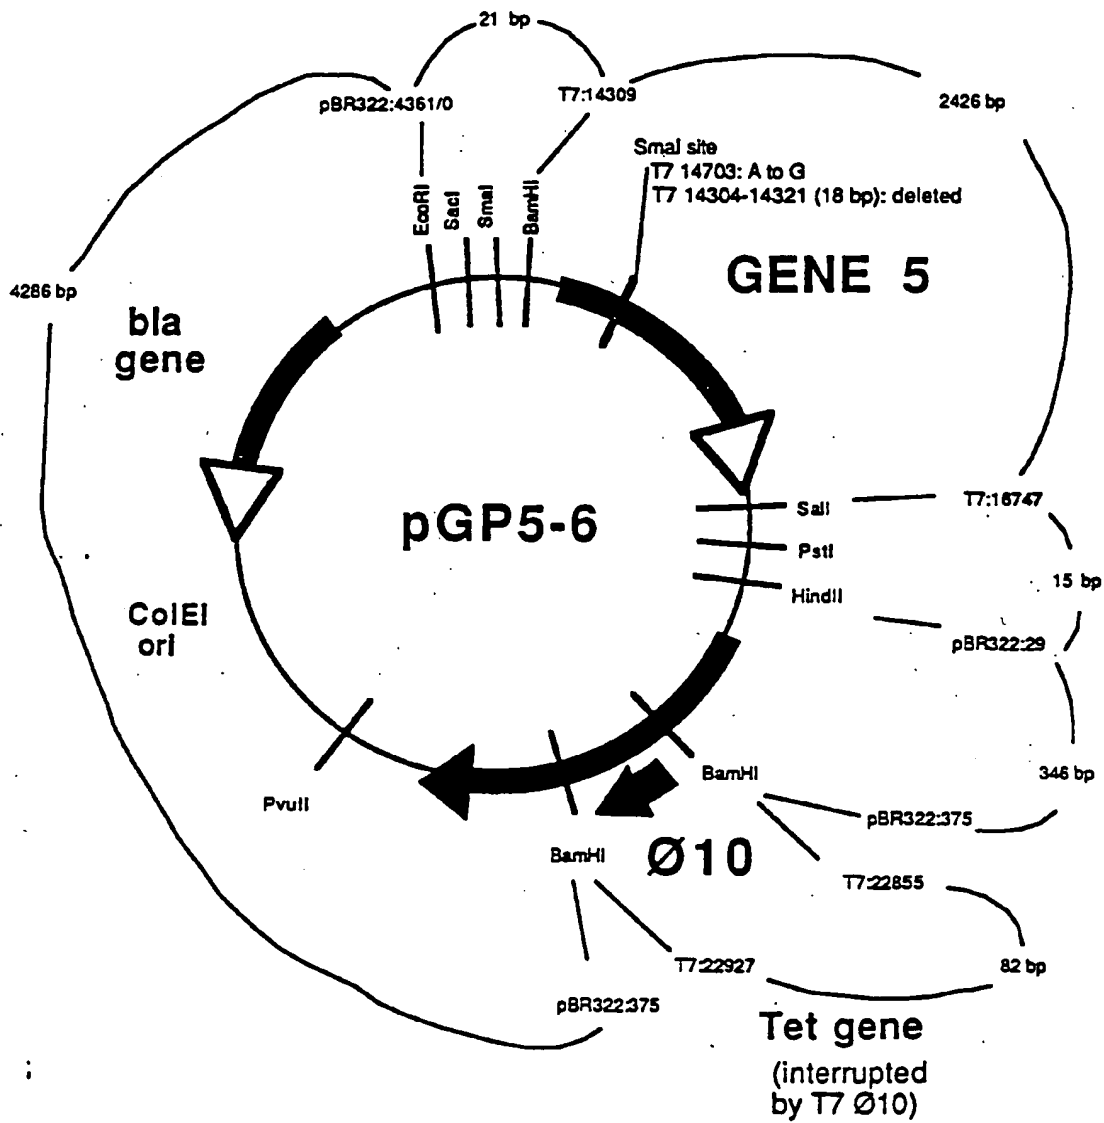 21 bp
pBR322:4361/0
T7:14309
2426 bp
SmaI site
T7 14703: A to G
T7 14304-14321 (18 bp): deleted
EcoRI
SacI
SmaI
BamHI
GENE 5
4286 bp
bla
gene
pGP5-6
SalI
T7:16747
PstI
15 bp
HindII
pBR322:29
ColEI
ori
BamHI
346 bp
PvuII
pBR322:375
BamHI
Ø10
T7:22855
T7:22927
82 bp
pBR322:375
Tet gene
(interrupted
by T7 Ø10)